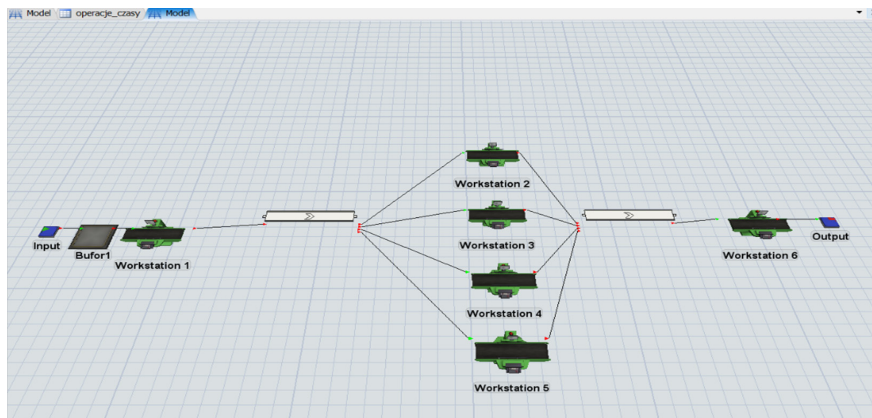 Model operacje_czasy Model
Workstation 2
Input
Bufor1
Workstation 1
Workstation 3
Workstation 6
Output
Workstation 4
Workstation 5